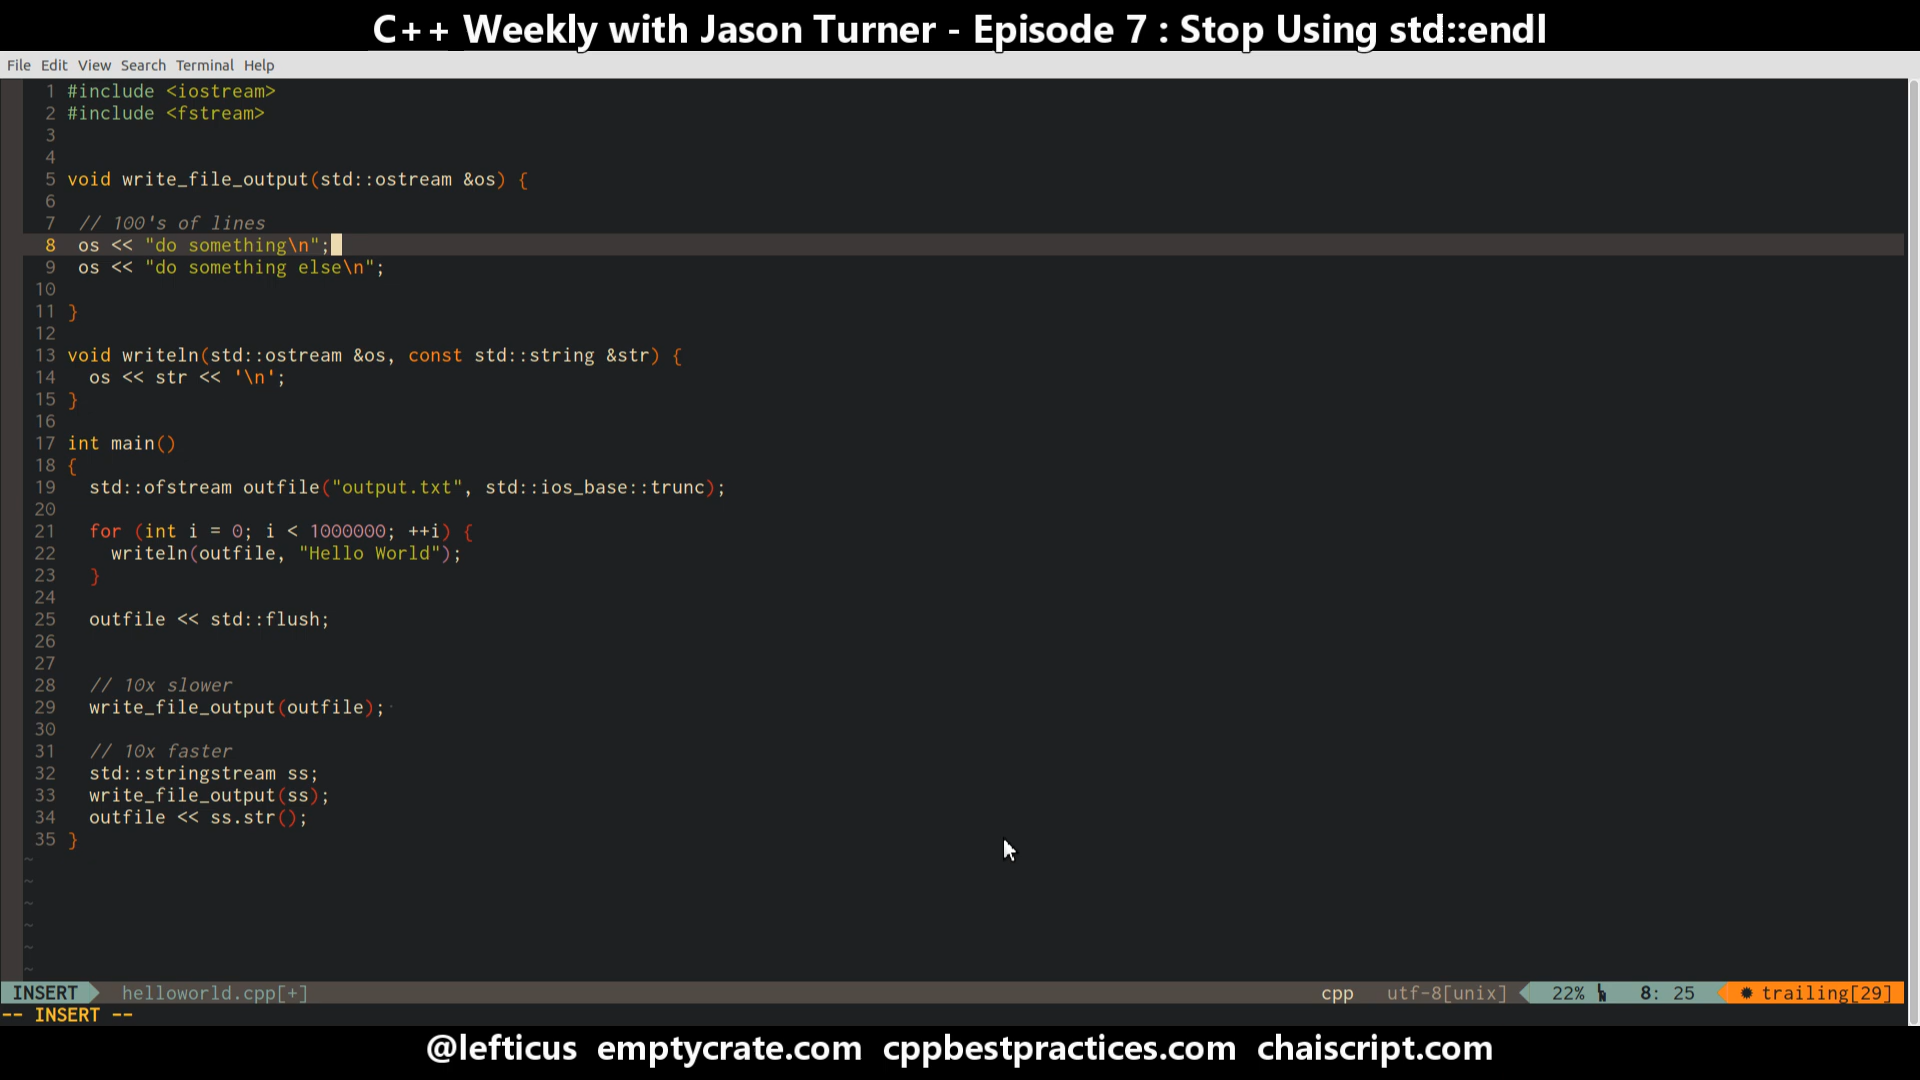 C++ Weekly with Jason Turner - Episode 7 : Stop Using std::endl
File Edit View Search Terminal Help
1 #include <iostream>
2 #include <fstream>
3
4
5 void write_file_output(std::ostream &os) {
6
7  // 100's of lines
8  os << "do something\n";
9  os << "do something else\n";
10
11 }
12
13 void writeln(std::ostream &os, const std::string &str) {
14   os << str << '\n';
15 }
16
17 int main()
18 {
19   std::ofstream outfile("output.txt", std::ios_base::trunc);
20
21   for (int i = 0; i < 1000000; ++i) {
22     writeln(outfile, "Hello World");
23   }
24
25   outfile << std::flush;
26
27
28   // 10x slower
29   write_file_output(outfile);
30
31   // 10x faster
32   std::stringstream ss;
33   write_file_output(ss);
34   outfile << ss.str();
35 }
~
~
~
~
~
~
INSERT helloworld.cpp[+] cpp utf-8[unix] 22% 8: 25 trailing[29]
-- INSERT --
@lefticus emptycrate.com cppbestpractices.com chaiscript.com